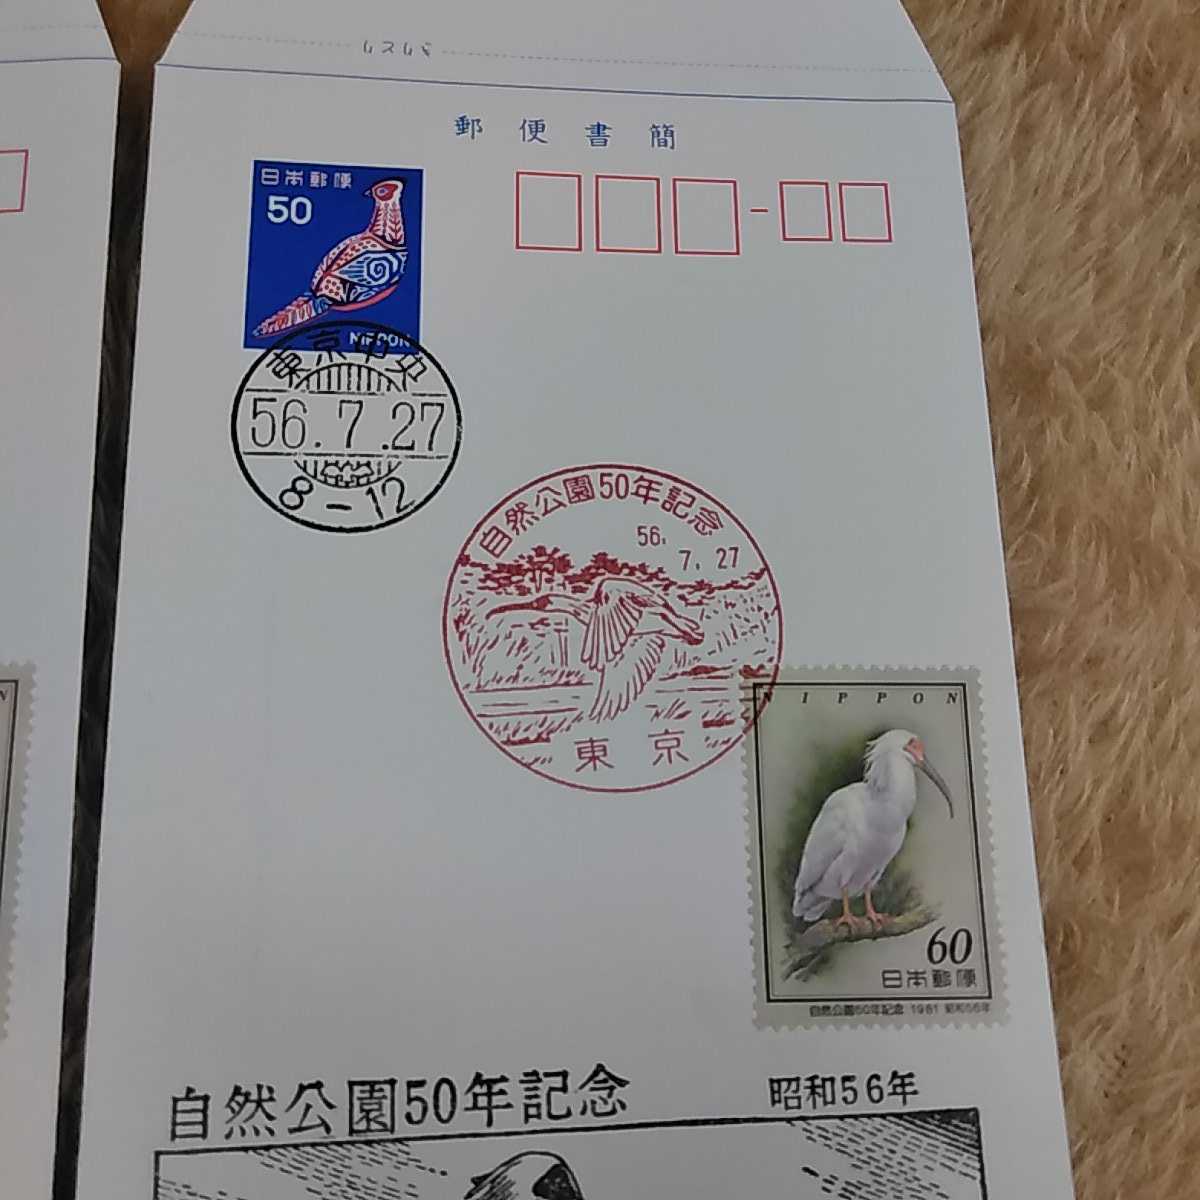 郵便書簡
日本郵便
50
NIPPON
東京中央
56.7.27
8-12
自然公園50年記念
56.
7.27
東京
NIPPON
60
日本郵便
自然公園50年記念 1981 昭和56年
自然公園50年記念 昭和56年
N